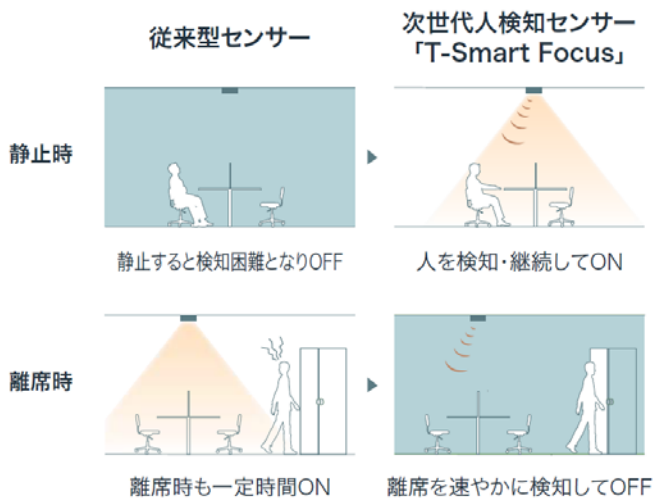 従来型センサー
次世代人検知センサー
「T-Smart Focus」
静止時
静止すると検知困難となりOFF
人を検知・継続してON
離席時
離席時も一定時間ON
離席を速やかに検知してOFF